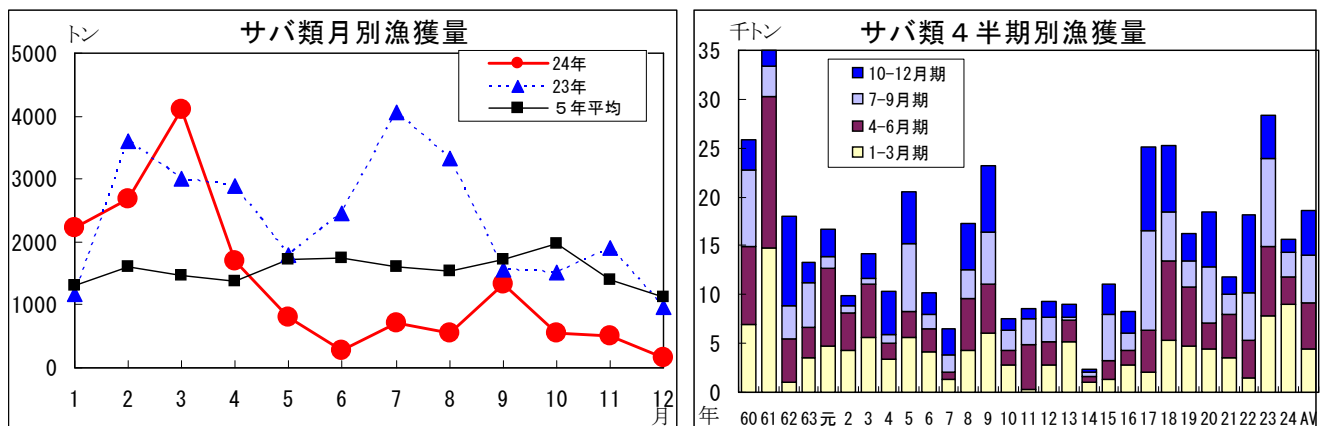 トン
サバ類月別漁獲量
5000
4000
3000
2000
1000
0
24年
23年
5年平均
1 2 3 4 5 6 7 8 9 10 11 12
月
千トン
サバ類4半期別漁獲量
35
30
25
20
15
10
5
0
10-12月期
7-9月期
4-6月期
1-3月期
年 60 61 62 63 元 2 3 4 5 6 7 8 9 10 11 12 13 14 15 16 17 18 19 20 21 22 23 24 AV